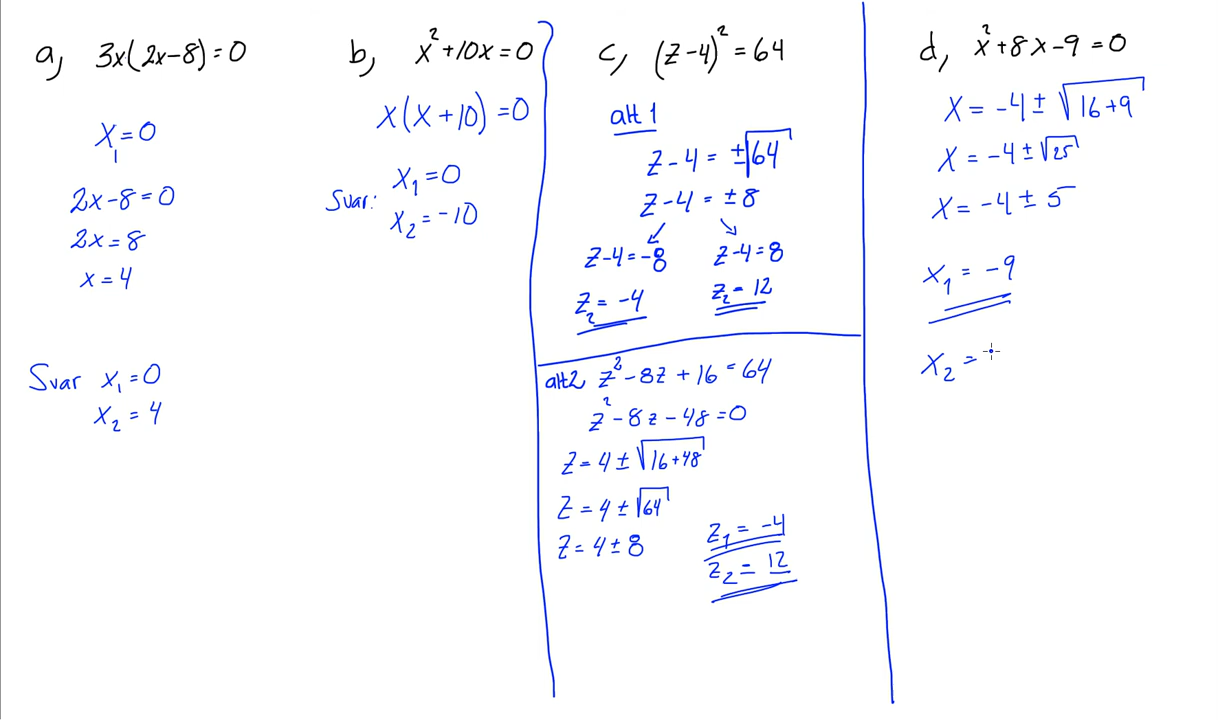 a) 3x(2x-8)=0
x₁=0
2x-8=0
2x=8
x=4
Svar x₁=0
x₂=4
b) x²+10x=0
x(x+10)=0
Svar: x₁=0
x₂=-10
c) (z-4)²=64
alt 1
z-4=±√64
z-4=±8
z-4=-8 z-4=8
z₂=-4 z₂=12
alt2 z²-8z+16=64
z²-8z-48=0
z=4±√16+48
z=4±√64
z=4±8
z₁=-4
z₂=12
d) x²+8x-9=0
x=-4±√16+9
x=-4±√25
x=-4±5
x₁=-9
x₂=